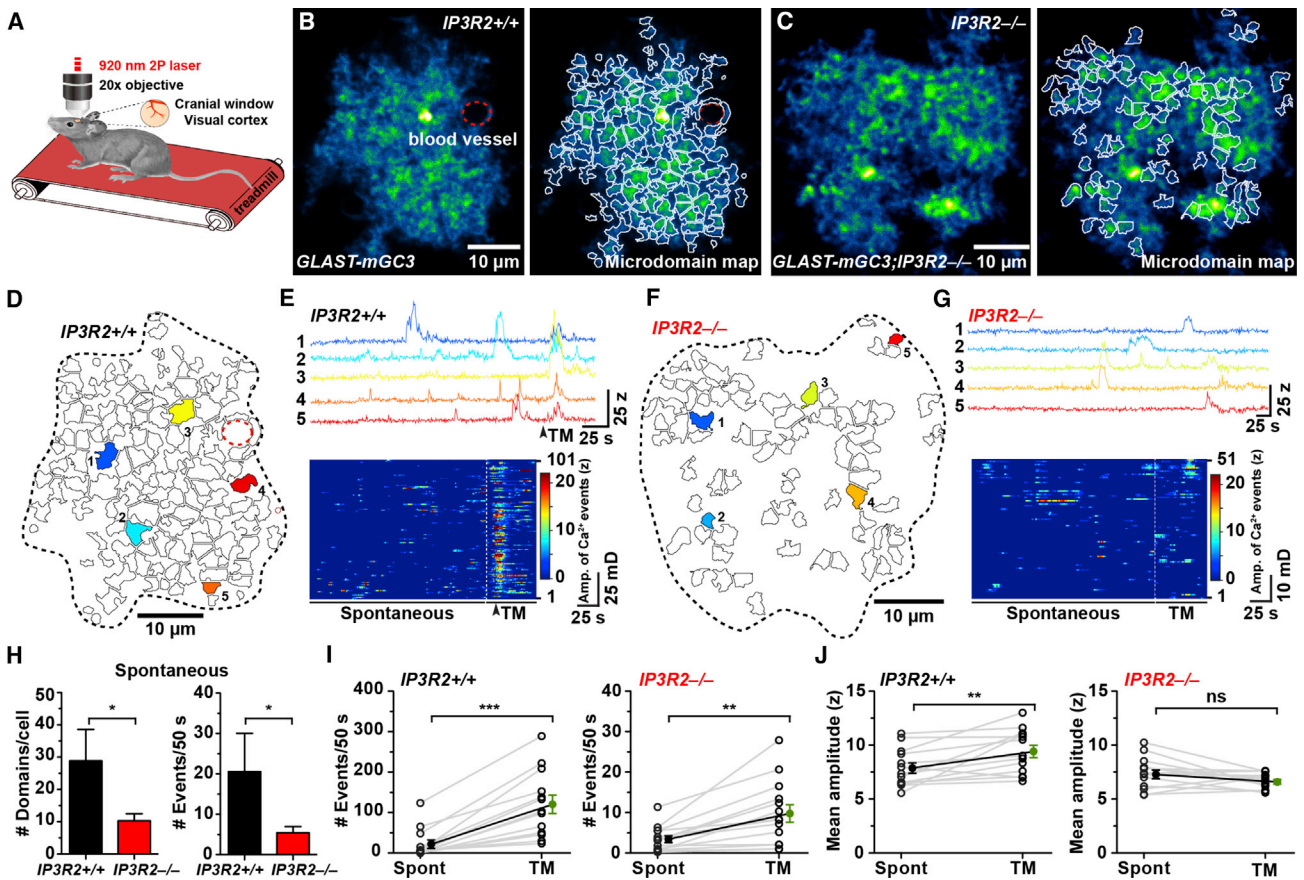 A
920 nm 2P laser
20x objective
Cranial window
Visual cortex
treadmill
B
IP3R2+/+
blood vessel
GLAST-mGC3
10 µm
Microdomain map
C
IP3R2–/–
GLAST-mGC3;IP3R2–/–
10 µm
Microdomain map
D
IP3R2+/+
1
2
3
4
5
10 µm
E
IP3R2+/+
1
2
3
4
5
TM
25 s
25 z
101
1
20
10
0
Amp. of Ca²⁺ events (z)
25 mD
25 s
Spontaneous
TM
F
IP3R2–/–
1
2
3
4
5
10 µm
G
IP3R2–/–
1
2
3
4
5
25 s
25 z
51
1
20
10
0
Amp. of Ca²⁺ events (z)
10 mD
25 s
Spontaneous
TM
H
Spontaneous
# Domains/cell
50
40
30
20
10
0
*
IP3R2+/+ IP3R2–/–
# Events/50 s
40
30
20
10
0
*
IP3R2+/+ IP3R2–/–
I
IP3R2+/+
# Events/50 s
400
300
200
100
0
***
Spont TM
IP3R2–/–
# Events/50 s
40
30
20
10
0
**
Spont TM
J
IP3R2+/+
Mean amplitude (z)
15
10
5
0
**
Spont TM
IP3R2–/–
Mean amplitude (z)
15
10
5
0
ns
Spont TM